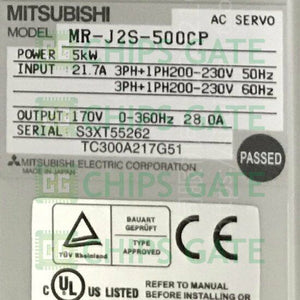 MITSUBISHI
AC SERVO
MODEL MR-J2S-500CP
POWER 5kW
INPUT 21.7A 3PH+1PH200-230V 50Hz
3PH+1PH200-230V 60Hz
OUTPUT 170V 0-360Hz 28.0A
SERIAL S3XT55262
TC300A217G51
MITSUBISHI ELECTRIC CORPORATION
MADE IN JAPAN
PASSED
CHIPS GATE
TÜV Rheinland
BAUART
GEPRÜFT
TYPE
APPROVED
CE
C UL US LISTED
REFER TO MANUAL
BEFORE INSTALLING OR